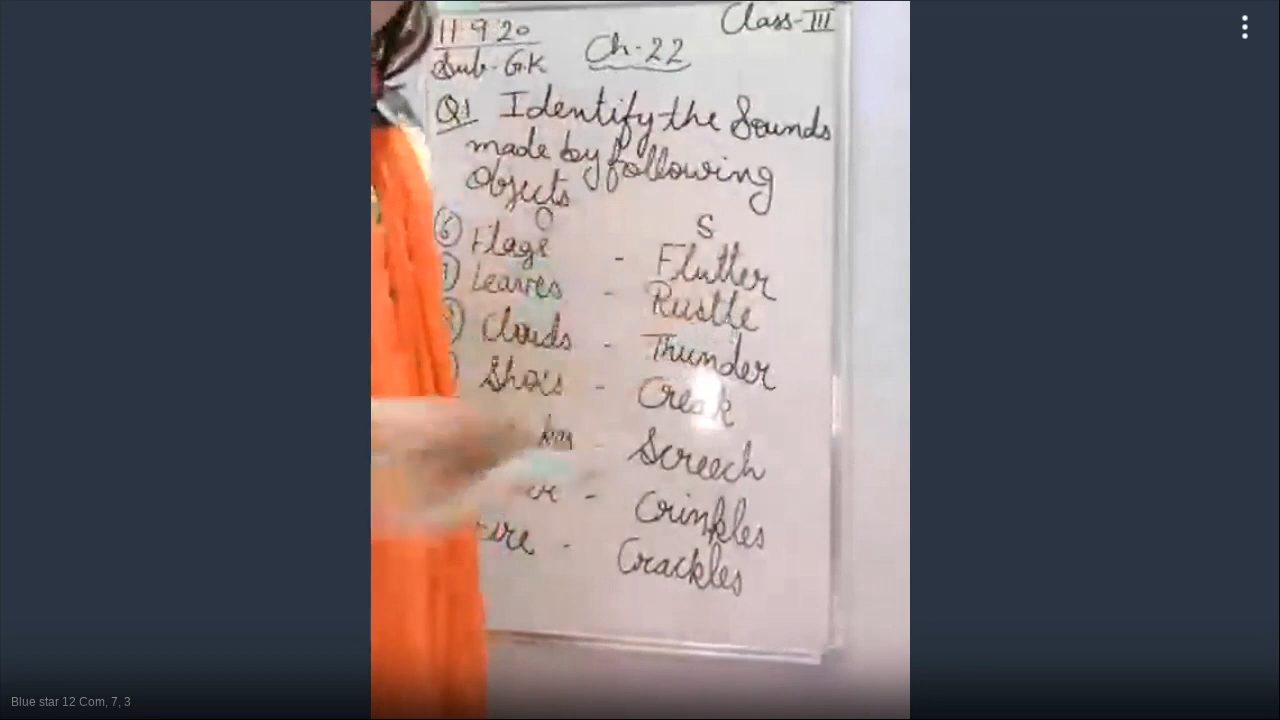 11 9 20
Class-III
Sub-G.K
Ch-22
Q1 Identify the Sounds
made by following
Objects
O S
⑥ Flags - Flutter
Leaves - Rustle
Clouds - Thunder
Shoes - Creak
- Screech
- Crinkles
Fire - Crackles
Blue star 12 Com, 7, 3